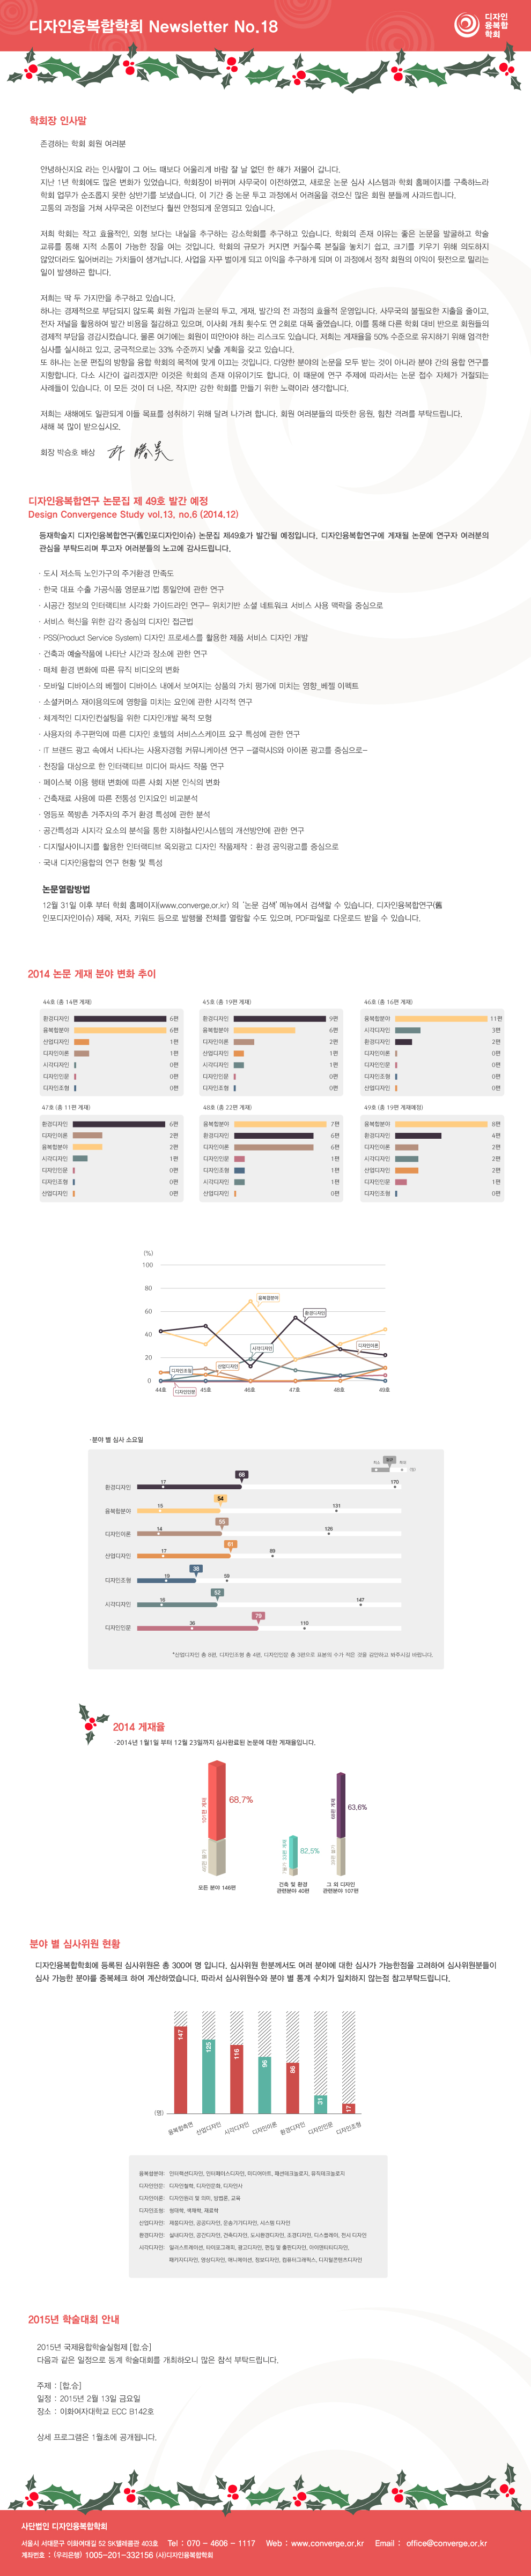 디자인융복합학회 Newsletter No.18
디자인
융복합
학회
학회장 인사말
존경하는 학회 회원 여러분
안녕하신지요 라는 인사말이 그 어느 때보다 어울리게 바람 잘 날 없던 한 해가 저물어 갑니다.
지난 1년 학회에도 많은 변화가 있었습니다. 학회장이 바뀌며 사무국이 이전하였고, 새로운 논문 심사 시스템과 학회 홈페이지를 구축하느라
학회 업무가 순조롭지 못한 상반기를 보냈습니다. 이 기간 중 논문 투고 과정에서 어려움을 겪으신 많은 회원 분들께 사과드립니다.
고통의 과정을 거쳐 사무국은 이전보다 훨씬 안정되게 운영되고 있습니다.
저희 학회는 작고 효율적인, 외형 보다는 내실을 추구하는 강소학회를 추구하고 있습니다. 학회의 존재 이유는 좋은 논문을 발굴하고 학술
교류를 통해 지적 소통이 가능한 장을 여는 것입니다. 학회의 규모가 커지면 커질수록 본질을 놓치기 쉽고, 크기를 키우기 위해 의도하지
않았더라도 잃어버리는 가치들이 생겨납니다. 사업을 자꾸 벌이게 되고 이익을 추구하게 되며 이 과정에서 정작 회원의 이익이 뒷전으로 밀리는
일이 발생하곤 합니다.
저희는 딱 두 가지만을 추구하고 있습니다.
하나는 경제적으로 부담되지 않도록 회원 가입과 논문의 투고, 게재, 발간의 전 과정의 효율적 운영입니다. 사무국의 불필요한 지출을 줄이고,
전자 저널을 활용하여 발간 비용을 절감하고 있으며, 이사회 개최 횟수도 연 2회로 대폭 줄였습니다. 이를 통해 다른 학회 대비 반으로 회원들의
경제적 부담을 경감시켰습니다. 물론 여기에는 회원이 떠안아야 하는 리스크도 있습니다. 저희는 게재율을 50% 수준으로 유지하기 위해 엄격한
심사를 실시하고 있고, 궁극적으로는 33% 수준까지 낮출 계획을 갖고 있습니다.
또 하나는 논문 편집의 방향을 융합 학회의 목적에 맞게 이끄는 것입니다. 다양한 분야의 논문을 모두 받는 것이 아니라 분야 간의 융합 연구를
지향합니다. 다소 시간이 걸리겠지만 이것은 학회의 존재 이유이기도 합니다. 이 때문에 연구 주제에 따라서는 논문 접수 자체가 거절되는
사례들이 있습니다. 이 모든 것이 더 나은, 작지만 강한 학회를 만들기 위한 노력이라 생각합니다.
저희는 새해에도 일관되게 이들 목표를 성취하기 위해 달려 나가려 합니다. 회원 여러분들의 따뜻한 응원, 힘찬 격려를 부탁드립니다.
새해 복 많이 받으십시오.
회장 박승호 배상
디자인융복합연구 논문집 제 49호 발간 예정
Design Convergence Study vol.13, no.6 (2014.12)
등재학술지 디자인융복합연구(舊인포디자인이슈) 논문집 제49호가 발간될 예정입니다. 디자인융복합연구에 게재될 논문에 연구자 여러분의
관심을 부탁드리며 투고자 여러분들의 노고에 감사드립니다.
· 도시 저소득 노인가구의 주거환경 만족도
· 한국 대표 수출 가공식품 영문표기법 통일안에 관한 연구
· 시공간 정보의 인터랙티브 시각화 가이드라인 연구- 위치기반 소셜 네트워크 서비스 사용 맥락을 중심으로
· 서비스 혁신을 위한 감각 중심의 디자인 접근법
· PSS(Product Service System) 디자인 프로세스를 활용한 제품 서비스 디자인 개발
· 건축과 예술작품에 나타난 시간과 장소에 관한 연구
· 매체 환경 변화에 따른 뮤직 비디오의 변화
· 모바일 디바이스의 베젤이 디바이스 내에서 보여지는 상품의 가치 평가에 미치는 영향_베젤 이펙트
· 소셜커머스 재이용의도에 영향을 미치는 요인에 관한 시각적 연구
· 체계적인 디자인컨설팅을 위한 디자인개발 목적 모형
· 사용자의 추구편익에 따른 디자인 호텔의 서비스스케이프 요구 특성에 관한 연구
· IT 브랜드 광고 속에서 나타나는 사용자경험 커뮤니케이션 연구 -갤럭시S와 아이폰 광고를 중심으로-
· 천장을 대상으로 한 인터랙티브 미디어 파사드 작품 연구
· 페이스북 이용 행태 변화에 따른 사회 자본 인식의 변화
· 건축재료 사용에 따른 전통성 인지요인 비교분석
· 영등포 쪽방촌 거주자의 주거 환경 특성에 관한 분석
· 공간특성과 시지각 요소의 분석을 통한 지하철사인시스템의 개선방안에 관한 연구
· 디지털사이니지를 활용한 인터랙티브 옥외광고 디자인 작품제작 : 환경 공익광고를 중심으로
· 국내 디자인융합의 연구 현황 및 특성
논문열람방법
12월 31일 이후 부터 학회 홈페이지(www.converge.or.kr) 의 '논문 검색' 메뉴에서 검색할 수 있습니다. 디자인융복합연구(舊
인포디자인이슈) 제목, 저자, 키워드 등으로 발행물 전체를 열람할 수도 있으며, PDF파일로 다운로드 받을 수 있습니다.
2014 논문 게재 분야 변화 추이
44호 (총 14편 게재)
환경디자인 6편
융복합분야 6편
산업디자인 1편
디자인이론 1편
시각디자인 0편
디자인인문 0편
디자인조형 0편
45호 (총 19편 게재)
환경디자인 9편
융복합분야 6편
디자인이론 2편
산업디자인 1편
시각디자인 1편
디자인인문 0편
디자인조형 0편
46호 (총 16편 게재)
융복합분야 11편
시각디자인 3편
환경디자인 2편
디자인이론 0편
디자인인문 0편
디자인조형 0편
산업디자인 0편
47호 (총 11편 게재)
환경디자인 6편
디자인이론 2편
융복합분야 2편
시각디자인 1편
디자인인문 0편
디자인조형 0편
산업디자인 0편
48호 (총 22편 게재)
융복합분야 7편
환경디자인 6편
디자인이론 6편
디자인인문 1편
디자인조형 1편
시각디자인 1편
산업디자인 0편
49호 (총 19편 게재예정)
융복합분야 8편
환경디자인 4편
디자인이론 2편
시각디자인 2편
산업디자인 2편
디자인인문 1편
디자인조형 0편
(%)
100
80
60
40
20
0
융복합분야
환경디자인
시각디자인
디자인이론
산업디자인
디자인조형
디자인인문
44호 45호 46호 47호 48호 49호
·분야 별 심사 소요일
최소 평균 최대
(일)
환경디자인 17 66 170
융복합분야 15 54 131
디자인이론 14 55 126
산업디자인 17 61 89
디자인조형 19 38 59
시각디자인 16 52 147
디자인인문 36 79 110
*산업디자인 총 8편, 디자인조형 총 4편, 디자인인문 총 3편으로 표본의 수가 적은 것을 감안하고 봐주시길 바랍니다.
2014 게재율
-2014년 1월1일 부터 12월 23일까지 심사완료된 논문에 대한 게재율입니다.
68.7%
82.5%
63.6%
모든 분야 146편
건축 및 환경
관련분야 40편
그 외 디자인
관련분야 107편
분야 별 심사위원 현황
디자인융복합학회에 등록된 심사위원은 총 300여 명 입니다. 심사위원 한분께서도 여러 분야에 대한 심사가 가능한점을 고려하여 심사위원분들이
심사 가능한 분야를 중복체크 하여 계산하였습니다. 따라서 심사위원수와 분야 별 통계 수치가 일치하지 않는점 참고부탁드립니다.
147 125 116 96 86 31 17
(명)
융복합측면 산업디자인 시각디자인 디자인이론 환경디자인 디자인인문 디자인조형
융복합분야: 인터랙션디자인, 인터페이스디자인, 미디어아트, 패션테크놀로지, 뮤직테크놀로지
디자인인문: 디자인철학, 디자인문화, 디자인사
디자인이론: 디자인원리 및 의미, 방법론, 교육
디자인조형: 형태학, 색채학, 재료학
산업디자인: 제품디자인, 공공디자인, 운송기기디자인, 시스템 디자인
환경디자인: 실내디자인, 공간디자인, 건축디자인, 도시환경디자인, 조경디자인, 디스플레이, 전시 디자인
시각디자인: 일러스트레이션, 타이포그래피, 광고디자인, 편집 및 출판디자인, 아이덴티티디자인,
패키지디자인, 영상디자인, 애니메이션, 정보디자인, 컴퓨터그래픽스, 디지털콘텐츠디자인
2015년 학술대회 안내
2015년 국제융합학술실험제 [합,습]
다음과 같은 일정으로 동계 학술대회를 개최하오니 많은 참석 부탁드립니다.
주제 : [합,습]
일정 : 2015년 2월 13일 금요일
장소 : 이화여자대학교 ECC B142호
상세 프로그램은 1월초에 공개됩니다.
사단법인 디자인융복합학회
서울시 서대문구 이화여대길 52 SK텔레콤관 403호 Tel : 070 - 4606 - 1117 Web : www.converge.or.kr Email : office@converge.or.kr
계좌번호 : (우리은행) 1005-201-332156 (사)디자인융복합학회